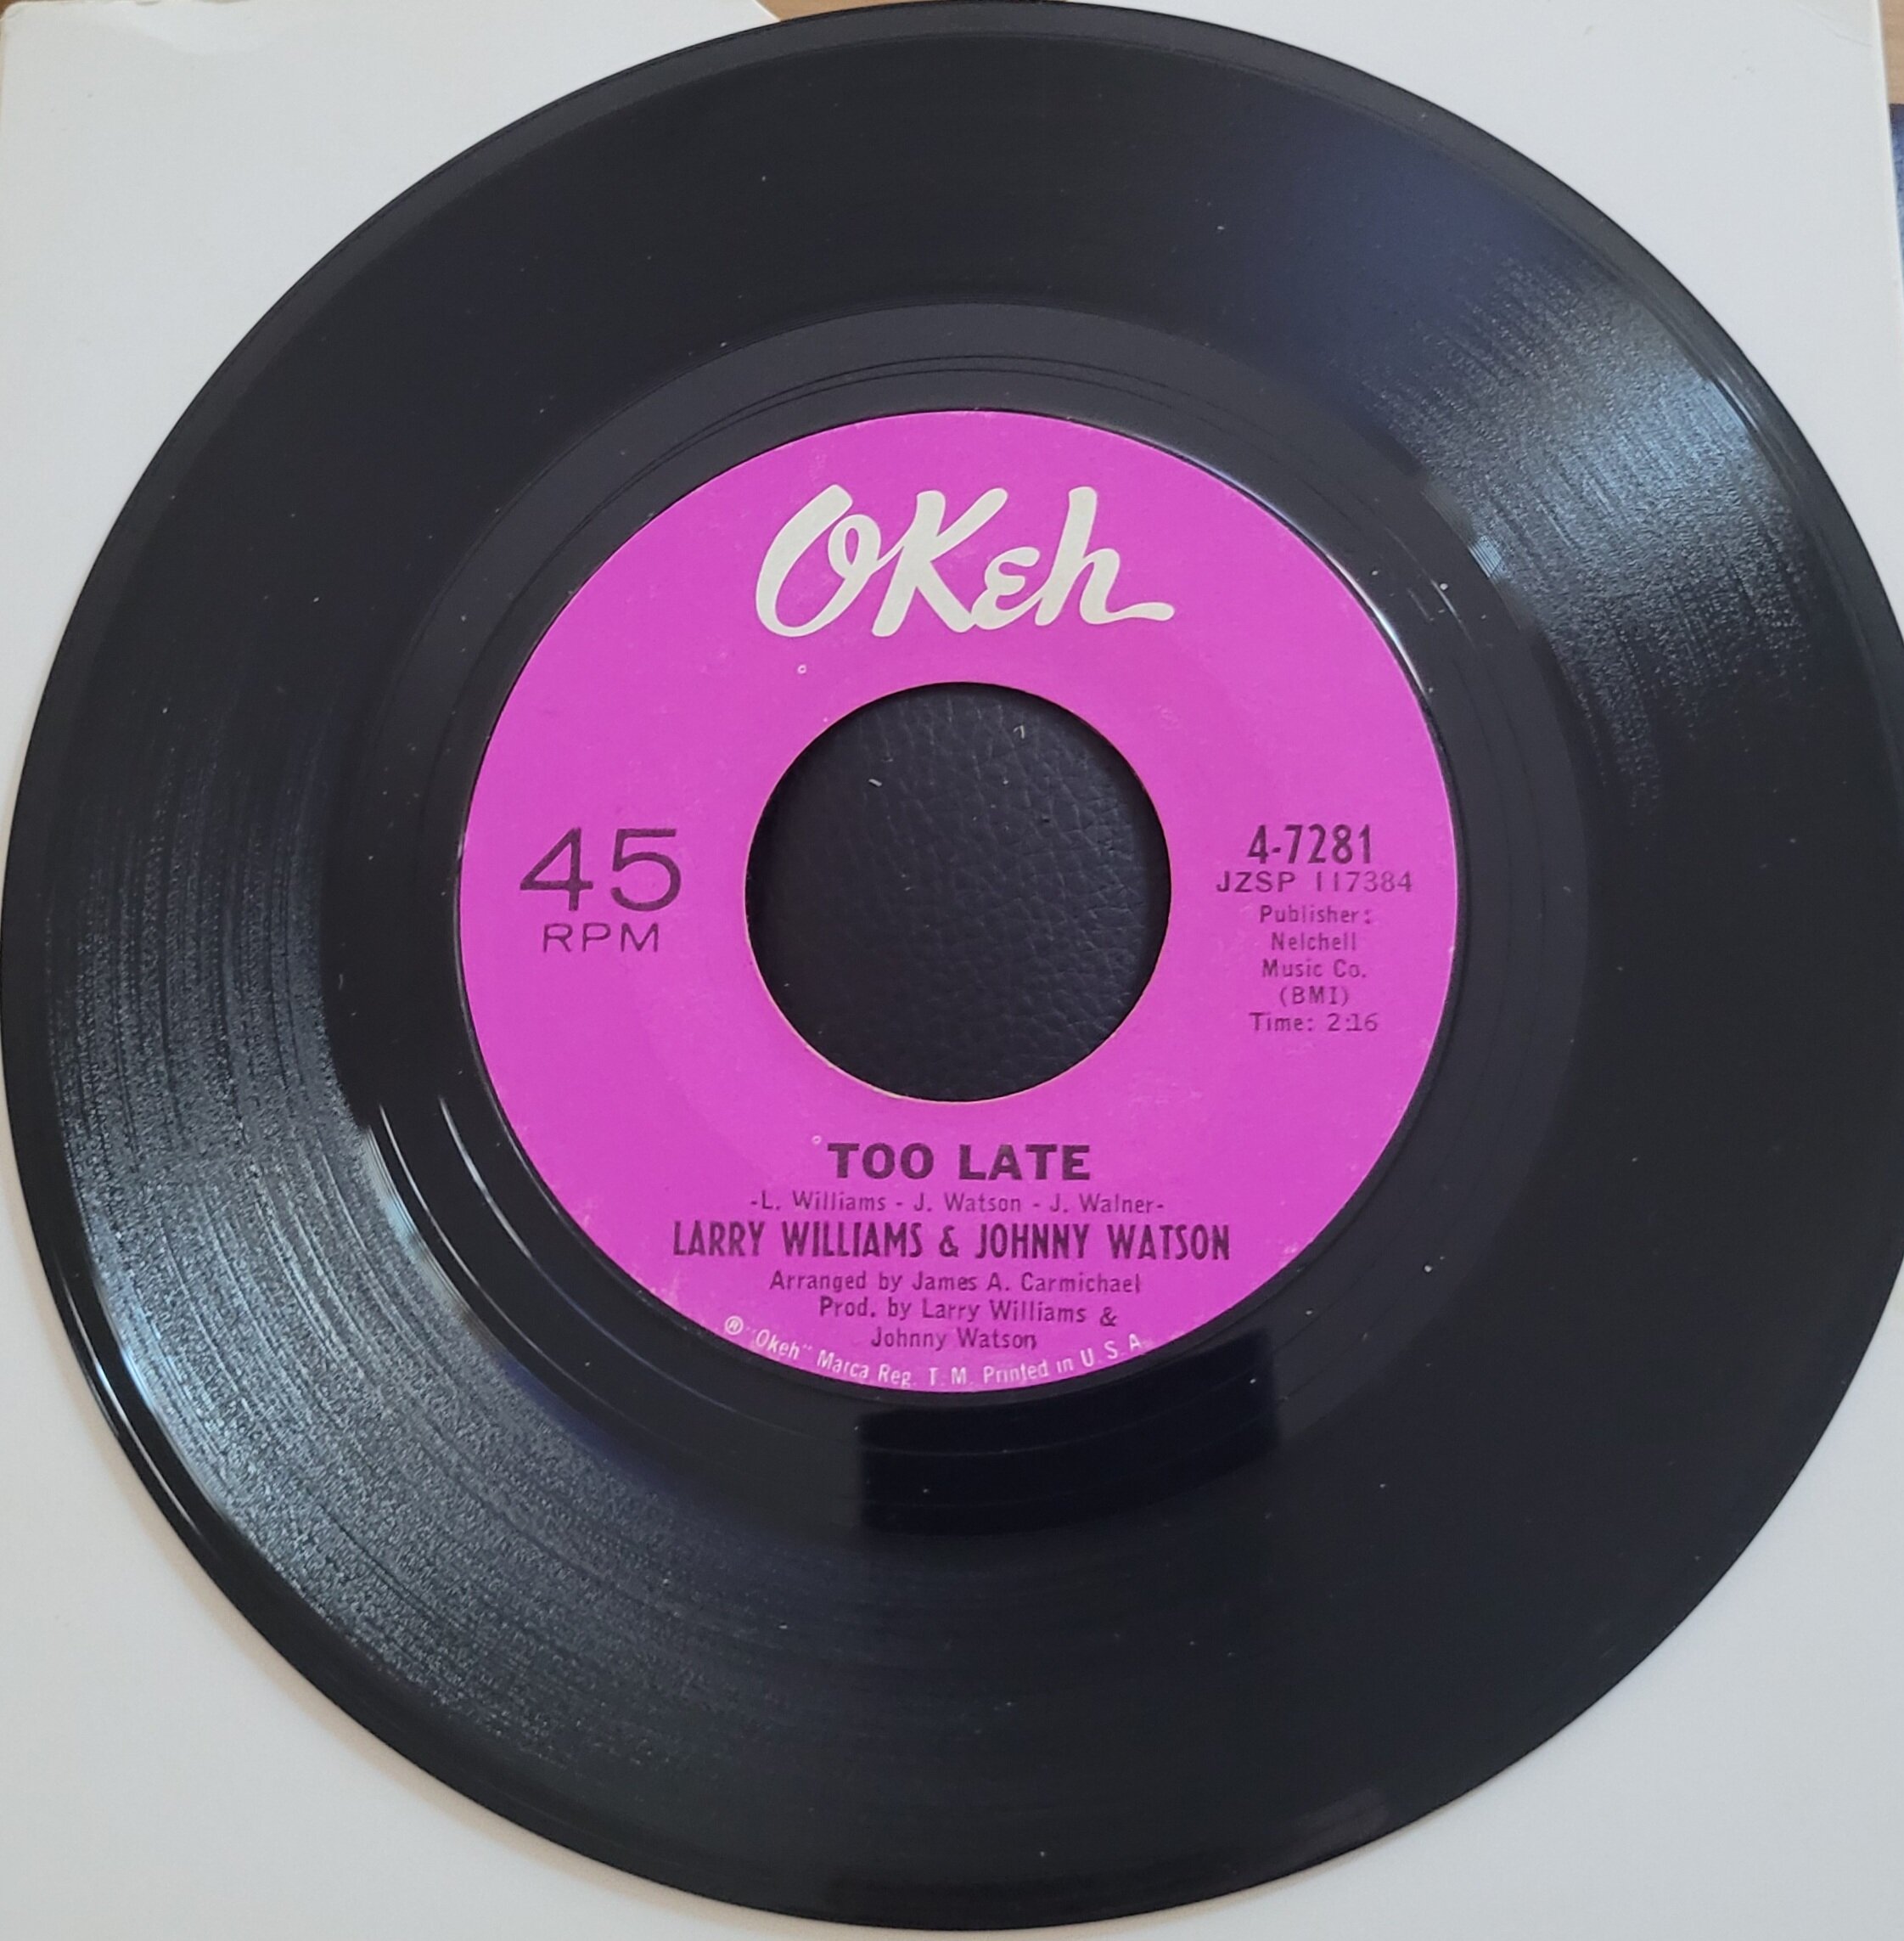 OKeh
45
RPM
4-7281
JZSP 117384
Publisher:
Nelchell
Music Co.
(BMI)
Time: 2:16
TOO LATE
-L. Williams - J. Watson - J. Walner-
LARRY WILLIAMS & JOHNNY WATSON
Arranged by James A. Carmichael
Prod. by Larry Williams &
Johnny Watson
® "Okeh" Marca Reg. T. M. Printed in U. S. A.